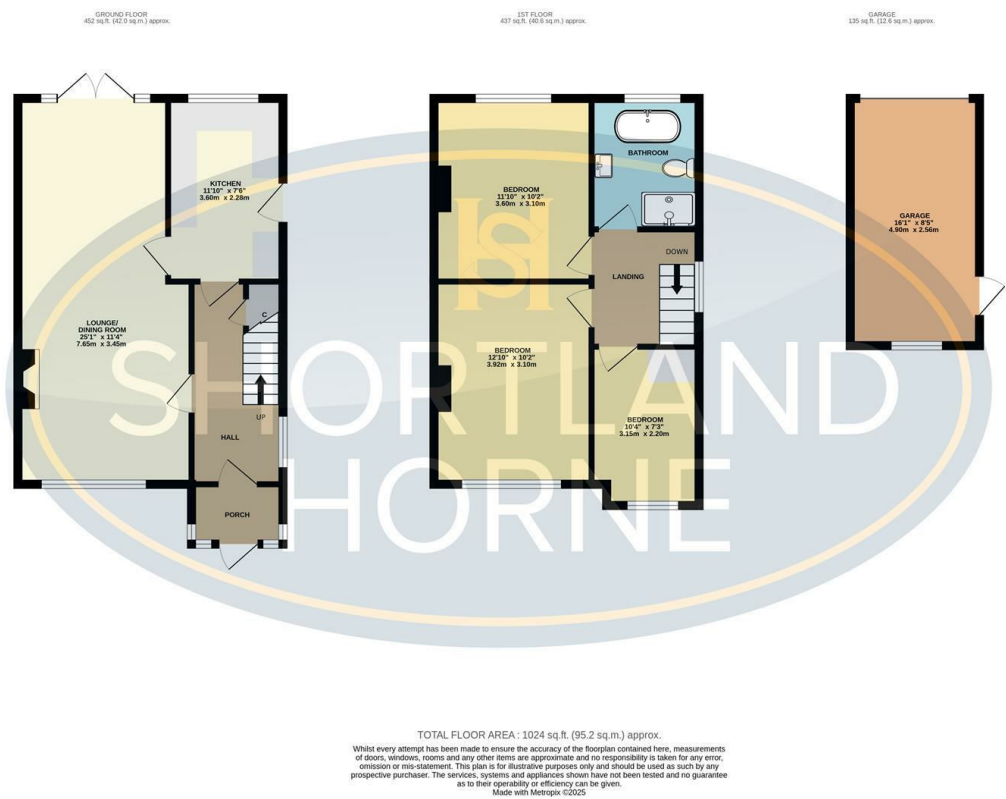 GROUND FLOOR
452 sq.ft. (42.0 sq.m.) approx.
1ST FLOOR
437 sq.ft. (40.6 sq.m.) approx.
GARAGE
135 sq.ft. (12.6 sq.m.) approx.
KITCHEN
11'10" x 7'6"
3.60m x 2.28m
LOUNGE/
DINING ROOM
25'1" x 11'4"
7.65m x 3.45m
C
UP
HALL
PORCH
BATHROOM
BEDROOM
11'10" x 10'2"
3.60m x 3.10m
DOWN
LANDING
BEDROOM
12'10" x 10'2"
3.92m x 3.10m
BEDROOM
10'4" x 7'3"
3.15m x 2.20m
GARAGE
16'1" x 8'5"
4.90m x 2.56m
SH
SHORTLAND
HORNE
TOTAL FLOOR AREA : 1024 sq.ft. (95.2 sq.m.) approx.
Whilst every attempt has been made to ensure the accuracy of the floorplan contained here, measurements
of doors, windows, rooms and any other items are approximate and no responsibility is taken for any error,
omission or mis-statement. This plan is for illustrative purposes only and should be used as such by any
prospective purchaser. The services, systems and appliances shown have not been tested and no guarantee
as to their operability or efficiency can be given.
Made with Metropix ©2025